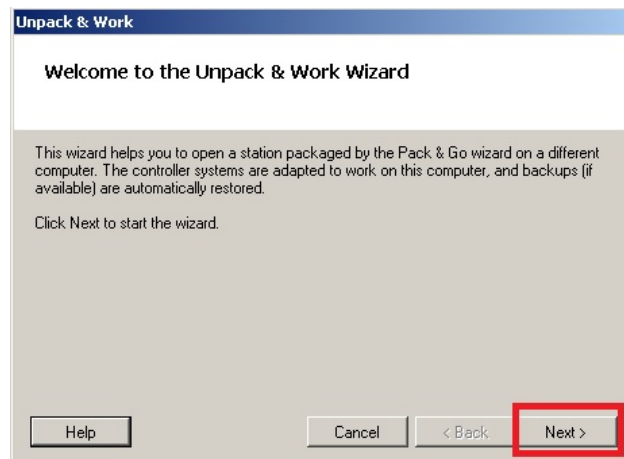 Unpack & Work
Welcome to the Unpack & Work Wizard
This wizard helps you to open a station packaged by the Pack & Go wizard on a different
computer. The controller systems are adapted to work on this computer, and backups (if
available) are automatically restored.
Click Next to start the wizard.
Help
Cancel
< Back
Next >